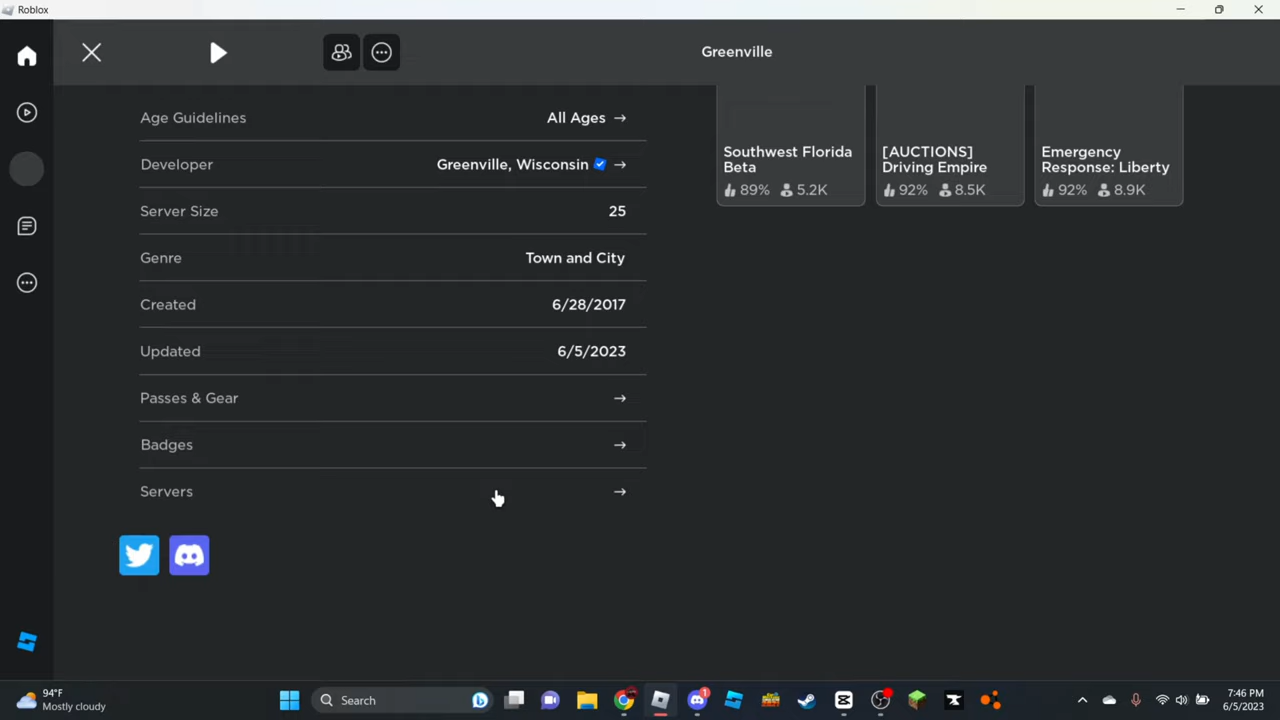 Roblox
Greenville
Age Guidelines All Ages →
Developer Greenville, Wisconsin →
Server Size 25
Genre Town and City
Created 6/28/2017
Updated 6/5/2023
Passes & Gear →
Badges →
Servers →
Southwest Florida
Beta
89% 5.2K
[AUCTIONS]
Driving Empire
92% 8.5K
Emergency
Response: Liberty
92% 8.9K
94°F
Mostly cloudy
Search
1
7:46 PM
6/5/2023